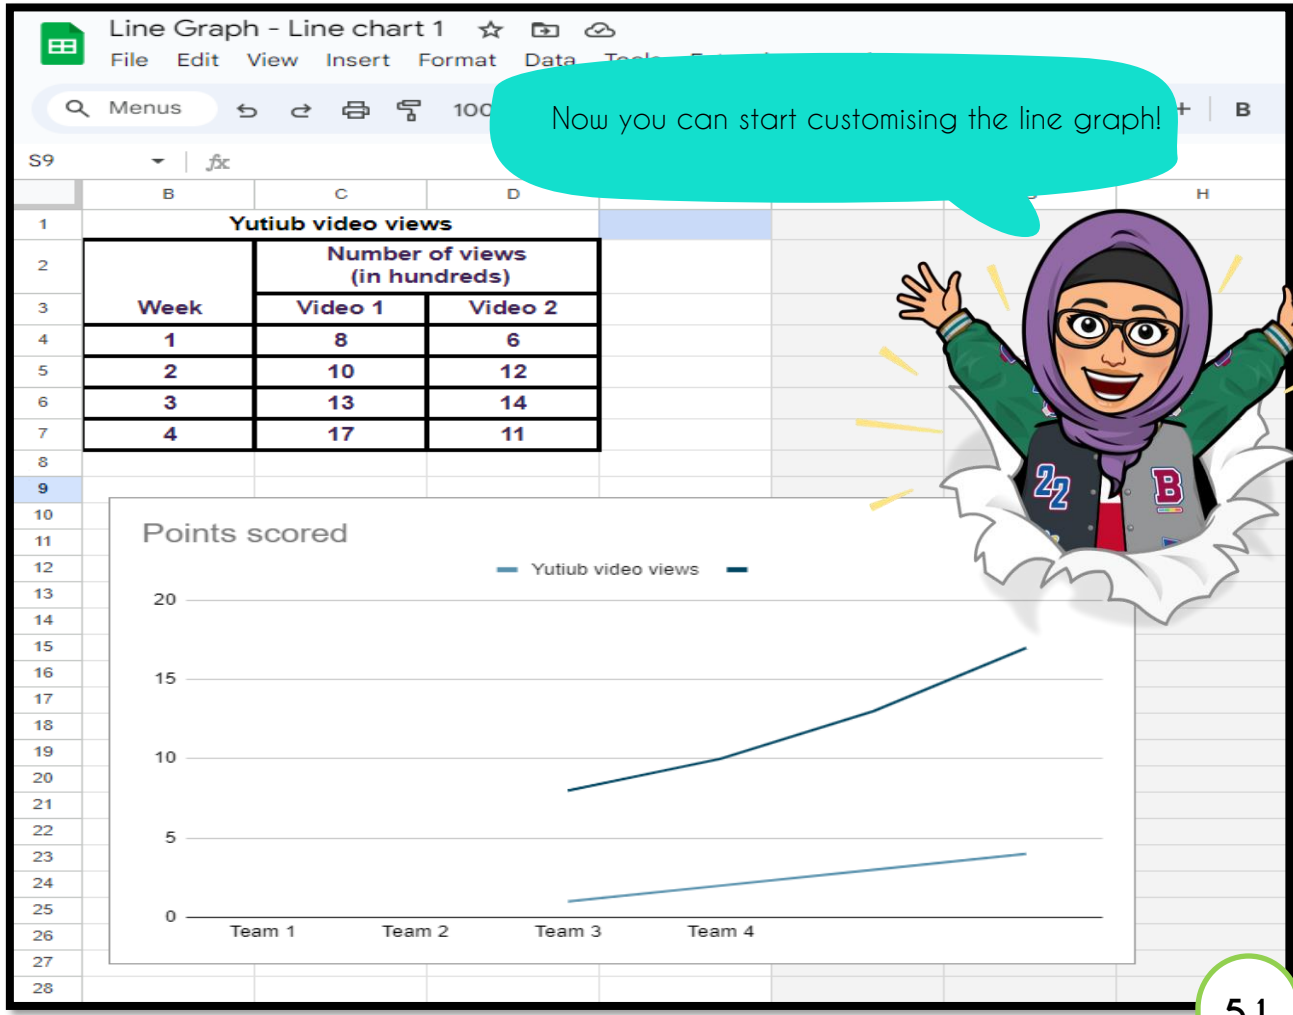 Line Graph - Line chart 1
File Edit View Insert Format Data
Now you can start customising the line graph!
Menus 100 + B
S9 fx
B C D H
1 Yutiub video views
2 Number of views
(in hundreds)
3 Week Video 1 Video 2
4 1 8 6
5 2 10 12
6 3 13 14
7 4 17 11
8
9
10
11
12
13
14
15
16
17
18
19
20
21
22
23
24
25
26
27
28
Points scored
Yutiub video views
20
15
10
5
0
Team 1 Team 2 Team 3 Team 4
22 B
51